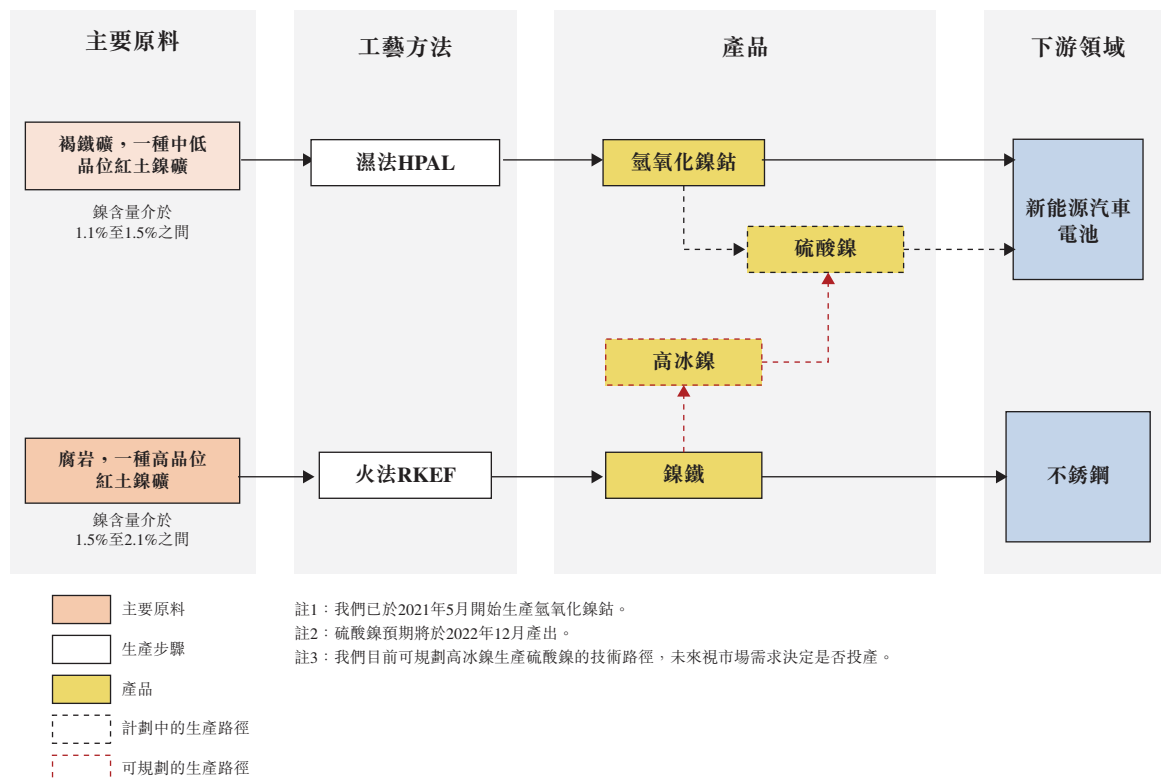 主要原料
工藝方法
產品
下游領域
褐鐵礦，一種中低
品位紅土鎳礦
濕法HPAL
氫氧化鎳鈷
新能源汽車
電池
鎳含量介於
1.1%至1.5%之間
硫酸鎳
高冰鎳
腐岩，一種高品位
紅土鎳礦
火法RKEF
鎳鐵
不銹鋼
鎳含量介於
1.5%至2.1%之間
主要原料
生產步驟
產品
計劃中的生產路徑
可規劃的生產路徑
註1：我們已於2021年5月開始生產氫氧化鎳鈷。
註2：硫酸鎳預期將於2022年12月產出。
註3：我們目前可規劃高冰鎳生產硫酸鎳的技術路徑，未來視市場需求決定是否投產。